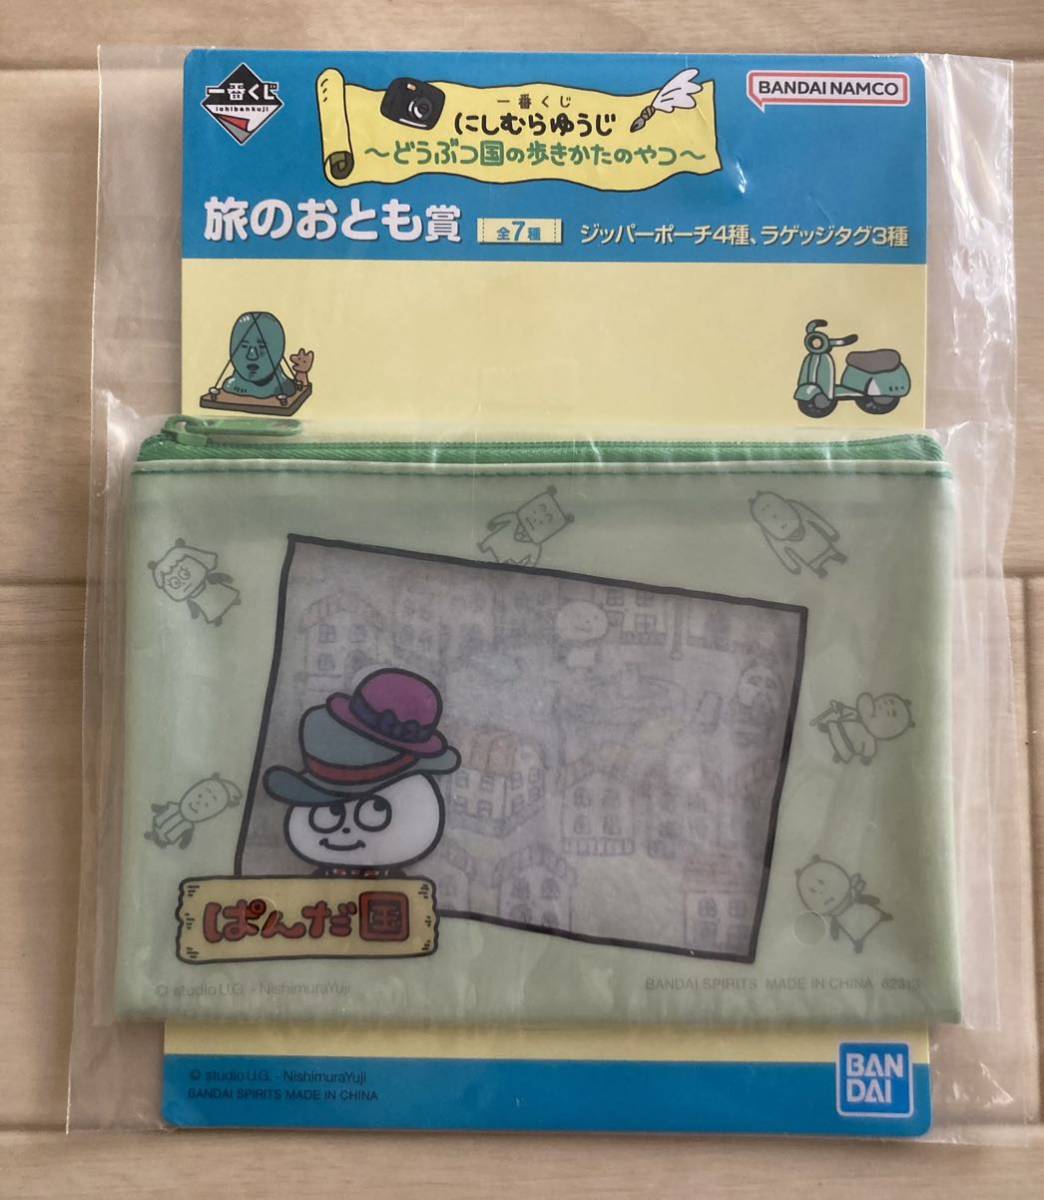 一番くじ
Ichibankuji
一番くじ
にしむらゆうじ
～どうぶつ国の歩きかたのやつ～
BANDAI NAMCO
旅のおとも賞
全7種
ジッパーポーチ4種、ラゲッジタグ3種
ぱんだ国
© studio U.G. - NishimuraYuji
BANDAI SPIRITS MADE IN CHINA 62313
© studio U.G. - NishimuraYuji
BANDAI SPIRITS MADE IN CHINA
BAN
DAI